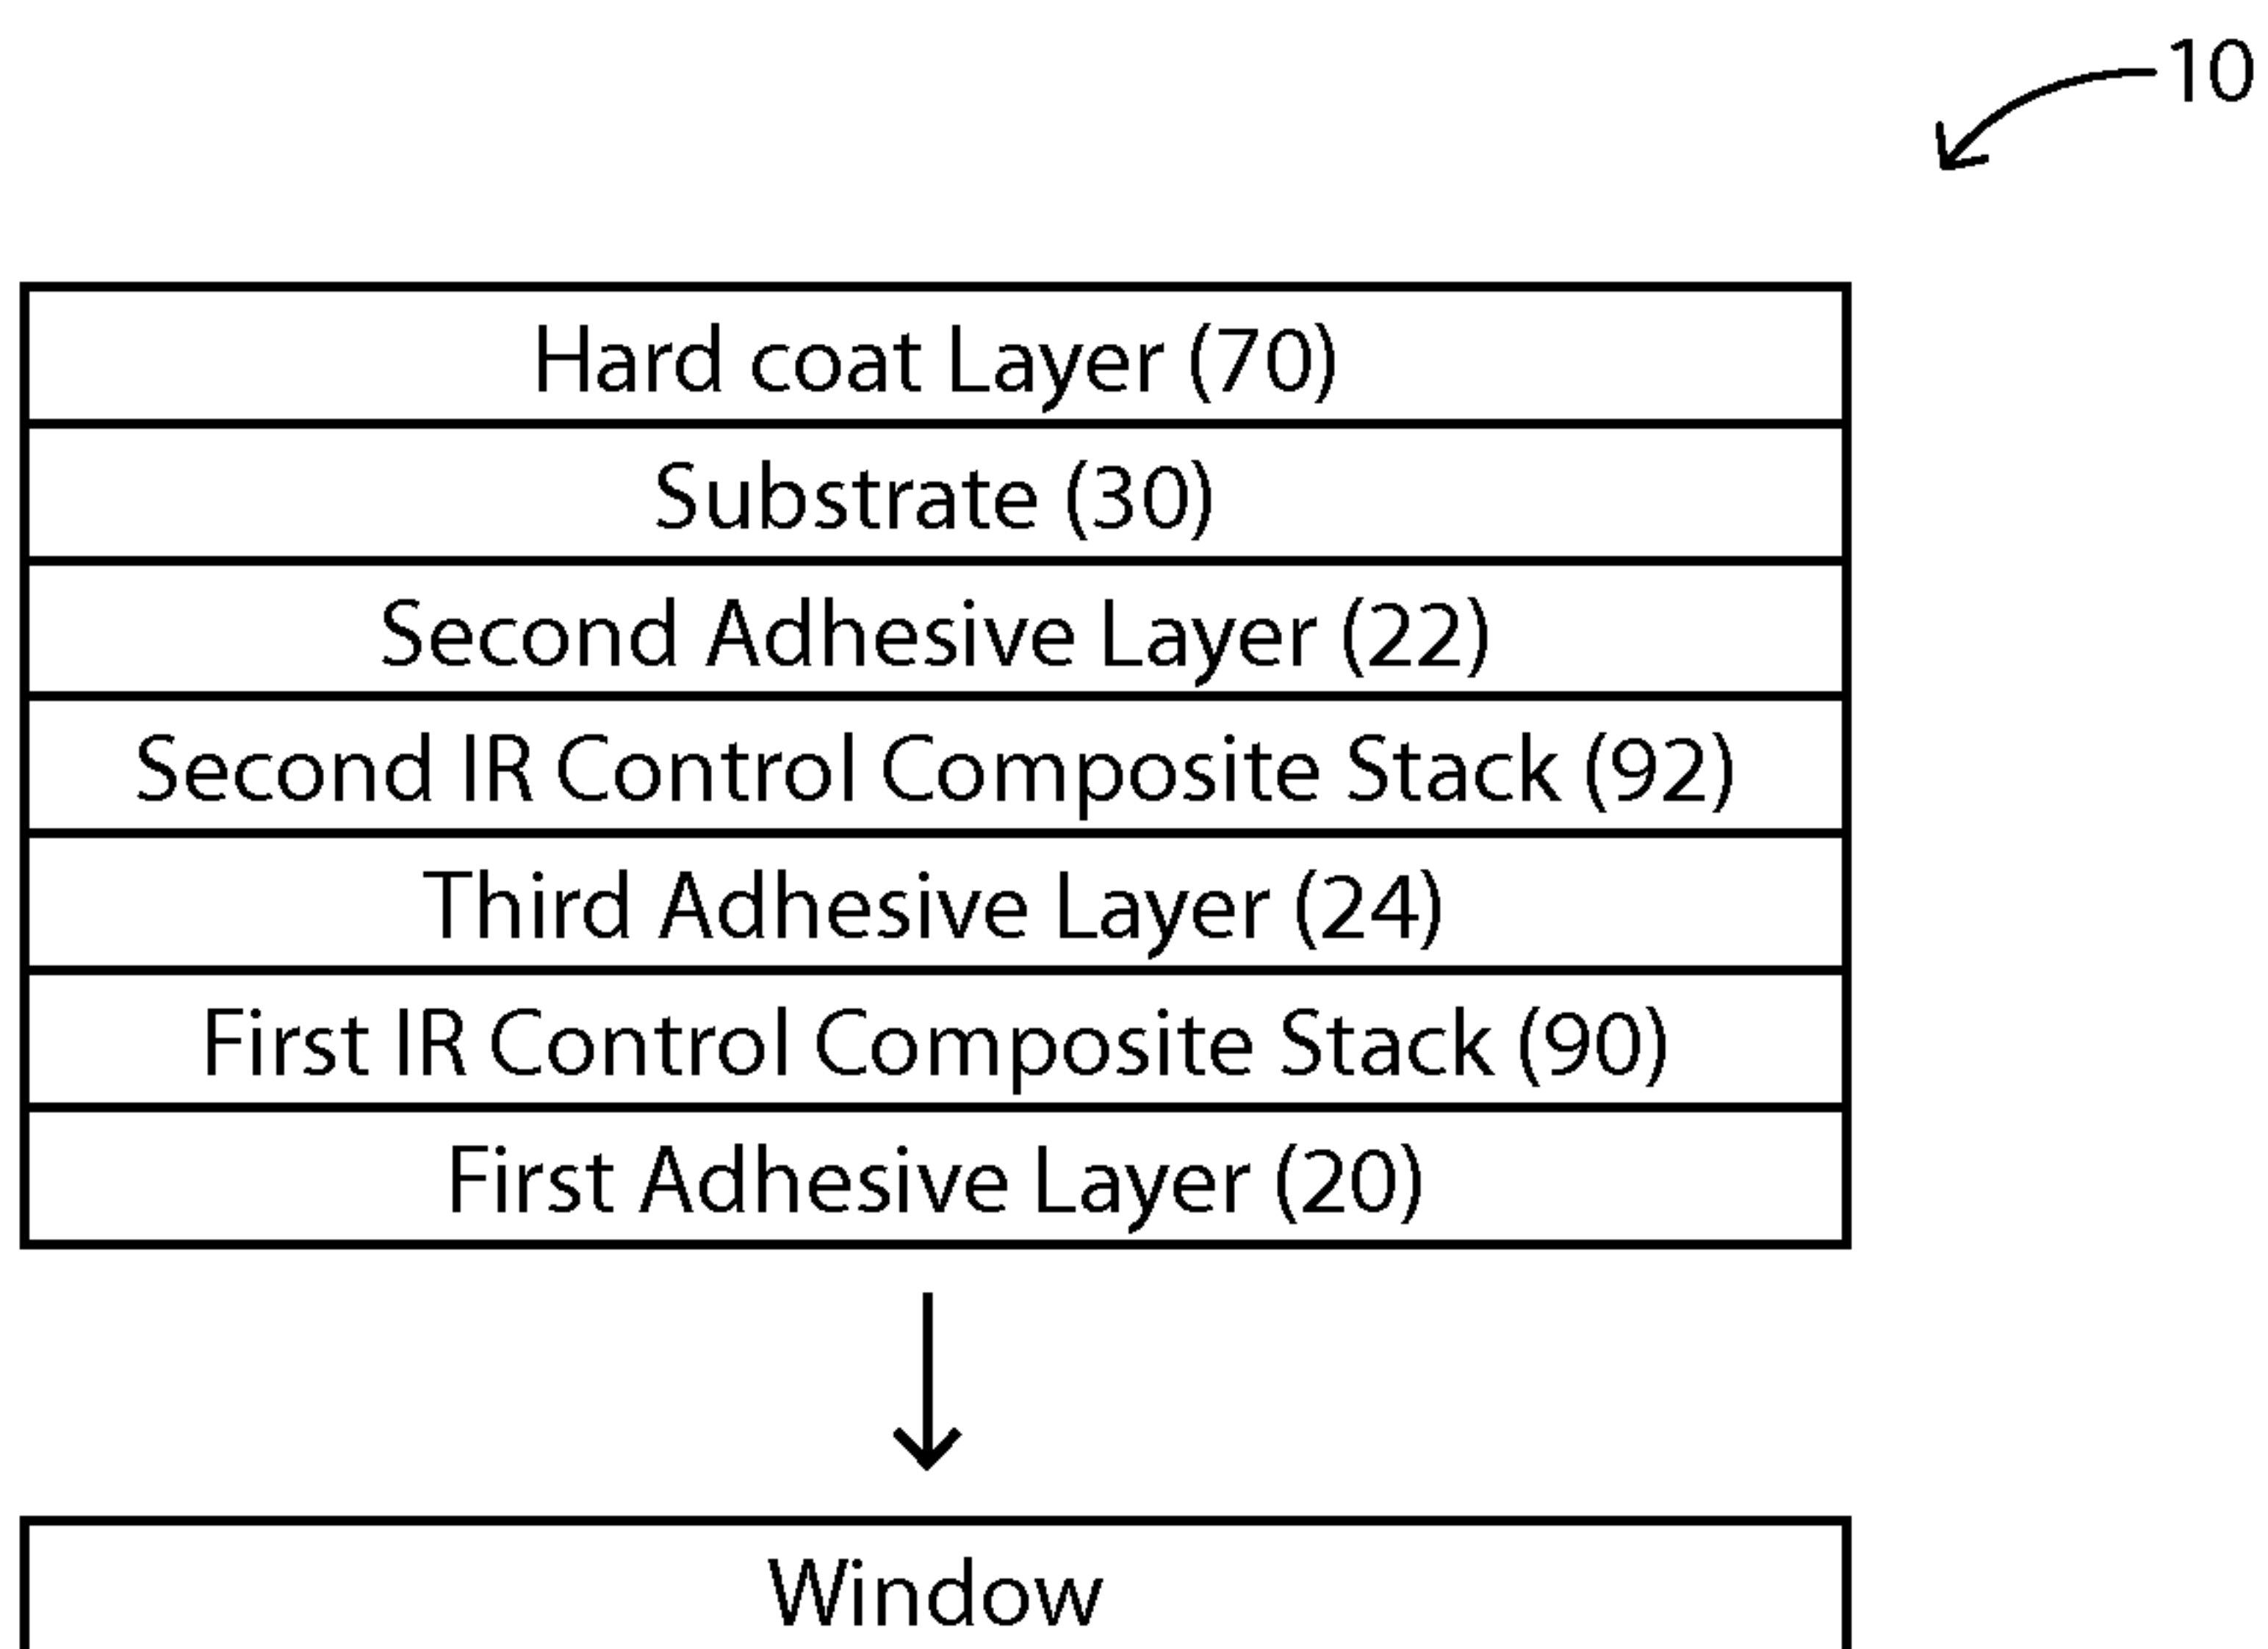 10
Hard coat Layer (70)
Substrate (30)
Second Adhesive Layer (22)
Second IR Control Composite Stack (92)
Third Adhesive Layer (24)
First IR Control Composite Stack (90)
First Adhesive Layer (20)
Window